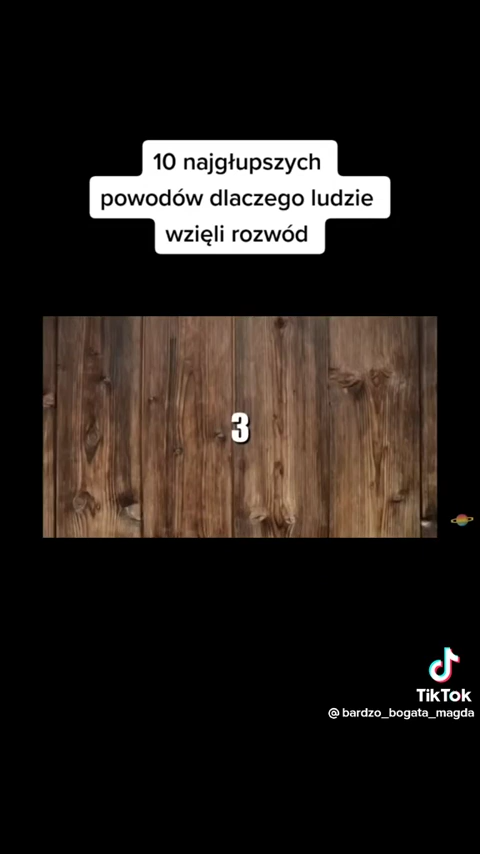 10 najgłupszych
powodów dlaczego ludzie
wzięli rozwód
3
TikTok
@bardzo_bogata_magda